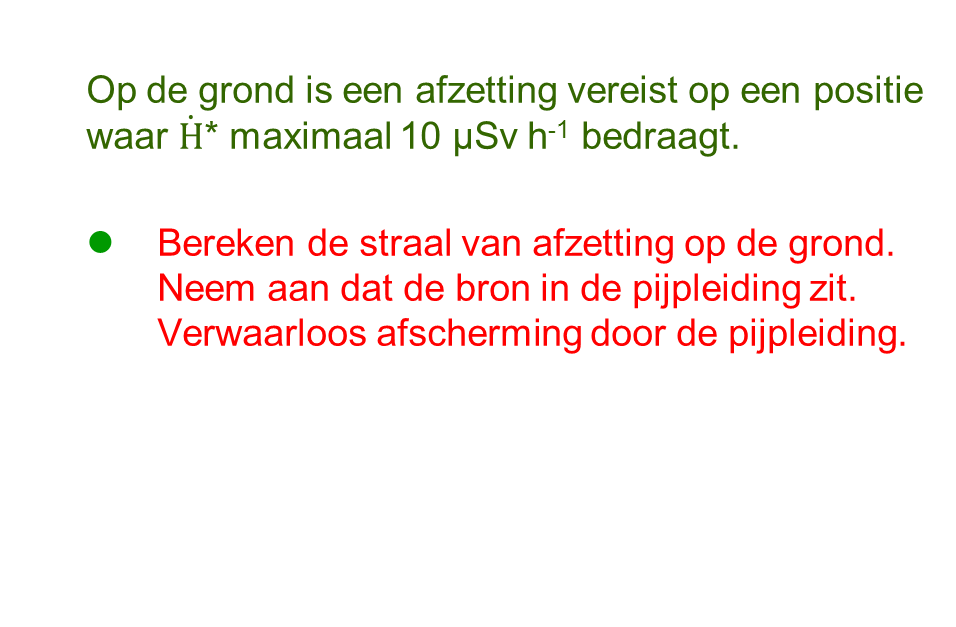 Op de grond is een afzetting vereist op een positie
waar Ḣ* maximaal 10 µSv h⁻¹ bedraagt.
● Bereken de straal van afzetting op de grond.
Neem aan dat de bron in de pijpleiding zit.
Verwaarloos afscherming door de pijpleiding.